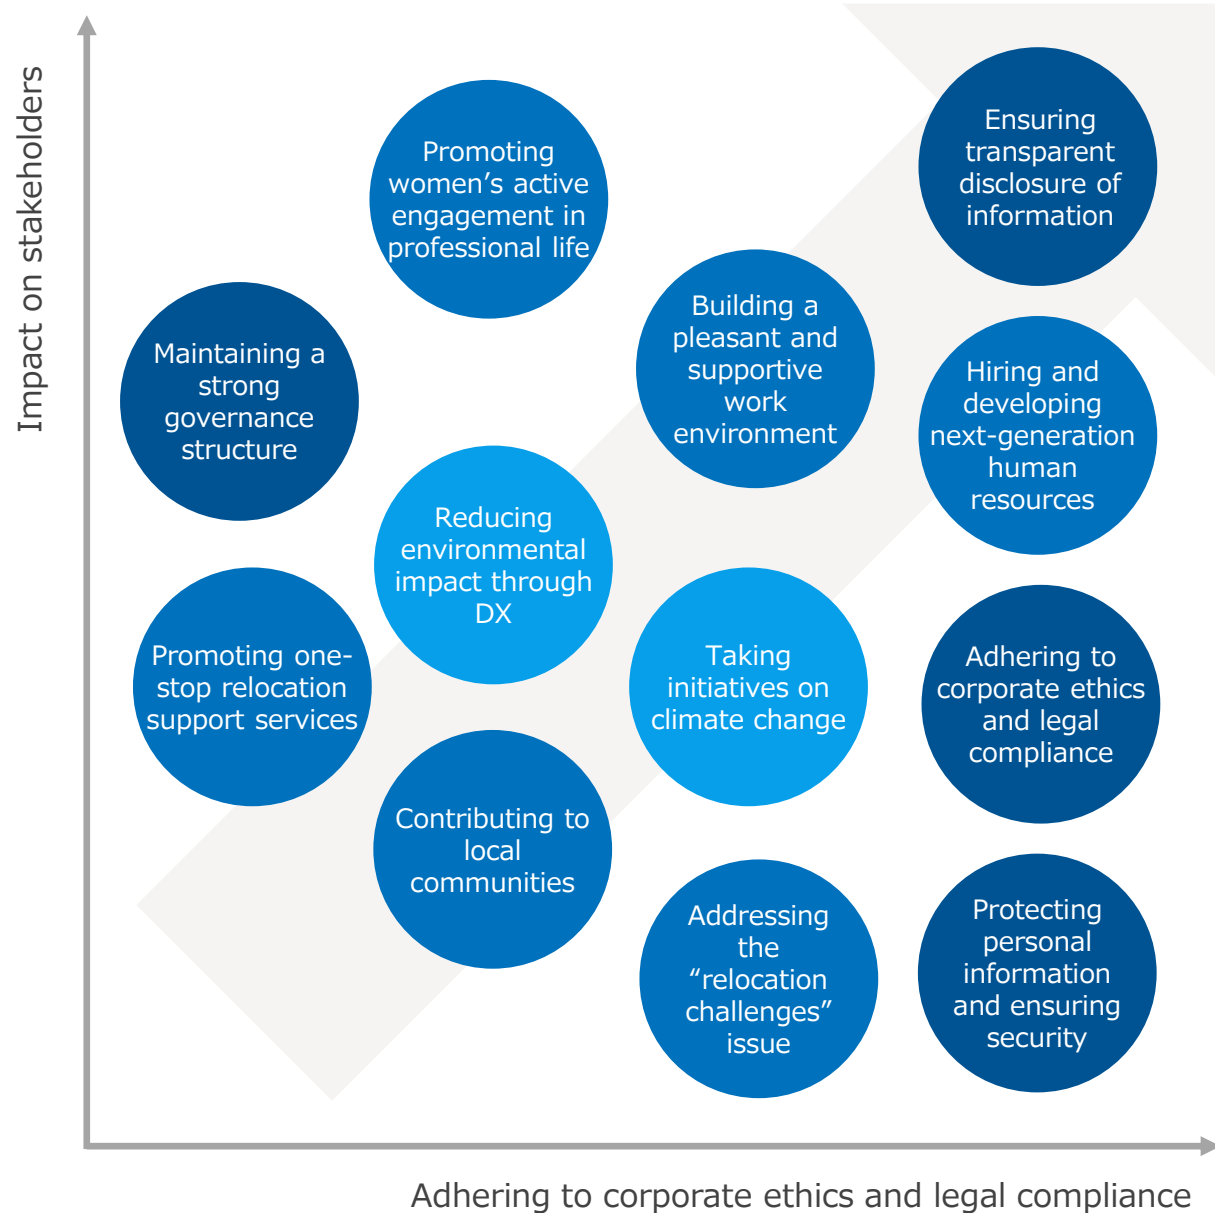 Impact on stakeholders
Ensuring
transparent
disclosure of
information
Promoting
women’s active
engagement in
professional life
Building a
pleasant and
supportive
work
environment
Maintaining a
strong
governance
structure
Hiring and
developing
next-generation
human
resources
Reducing
environmental
impact through
DX
Promoting one-
stop relocation
support services
Taking
initiatives on
climate change
Adhering to
corporate ethics
and legal
compliance
Contributing to
local
communities
Addressing
the
“relocation
challenges”
issue
Protecting
personal
information
and ensuring
security
Adhering to corporate ethics and legal compliance